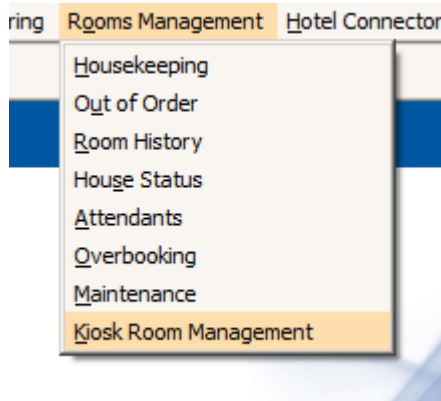 ring Rooms Management Hotel Connector
Housekeeping
Out of Order
Room History
House Status
Attendants
Overbooking
Maintenance
Kiosk Room Management